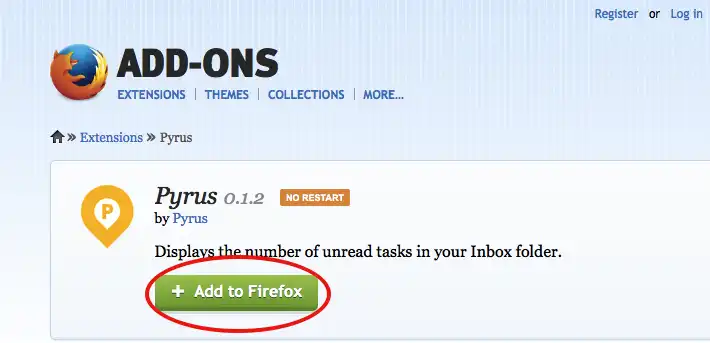 Register or Log in
ADD-ONS
EXTENSIONS | THEMES | COLLECTIONS | MORE...
» Extensions » Pyrus
P
Pyrus 0.1.2 NO RESTART
by Pyrus
Displays the number of unread tasks in your Inbox folder.
+ Add to Firefox